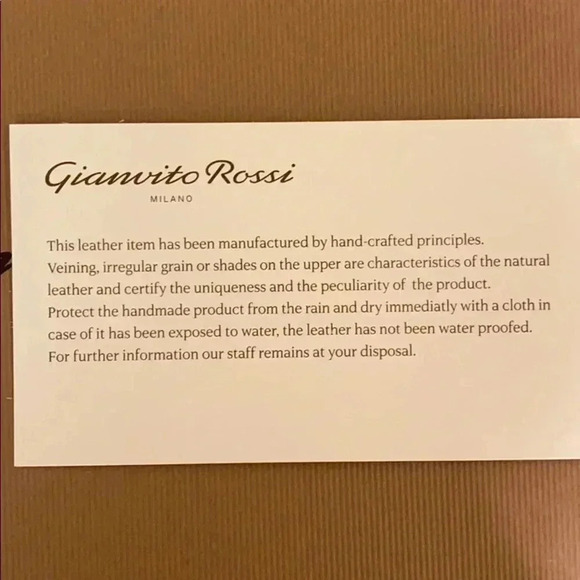 Gianvito Rossi
MILANO
This leather item has been manufactured by hand-crafted principles.
Veining, irregular grain or shades on the upper are characteristics of the natural
leather and certify the uniqueness and the peculiarity of the product.
Protect the handmade product from the rain and dry immediatly with a cloth in
case of it has been exposed to water, the leather has not been water proofed.
For further information our staff remains at your disposal.